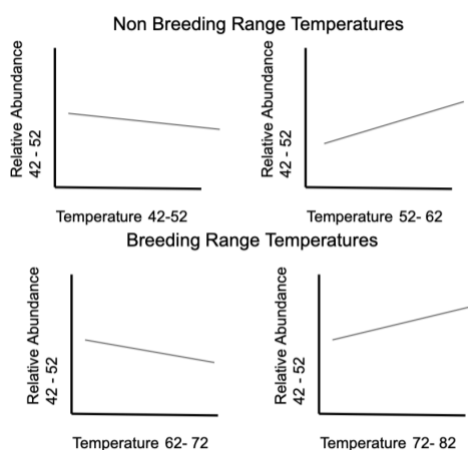 Non Breeding Range Temperatures
Relative Abundance
42 - 52
Temperature 42-52
Relative Abundance
42 - 52
Temperature 52- 62
Breeding Range Temperatures
Relative Abundance
42 - 52
Temperature 62- 72
Relative Abundance
42 - 52
Temperature 72- 82